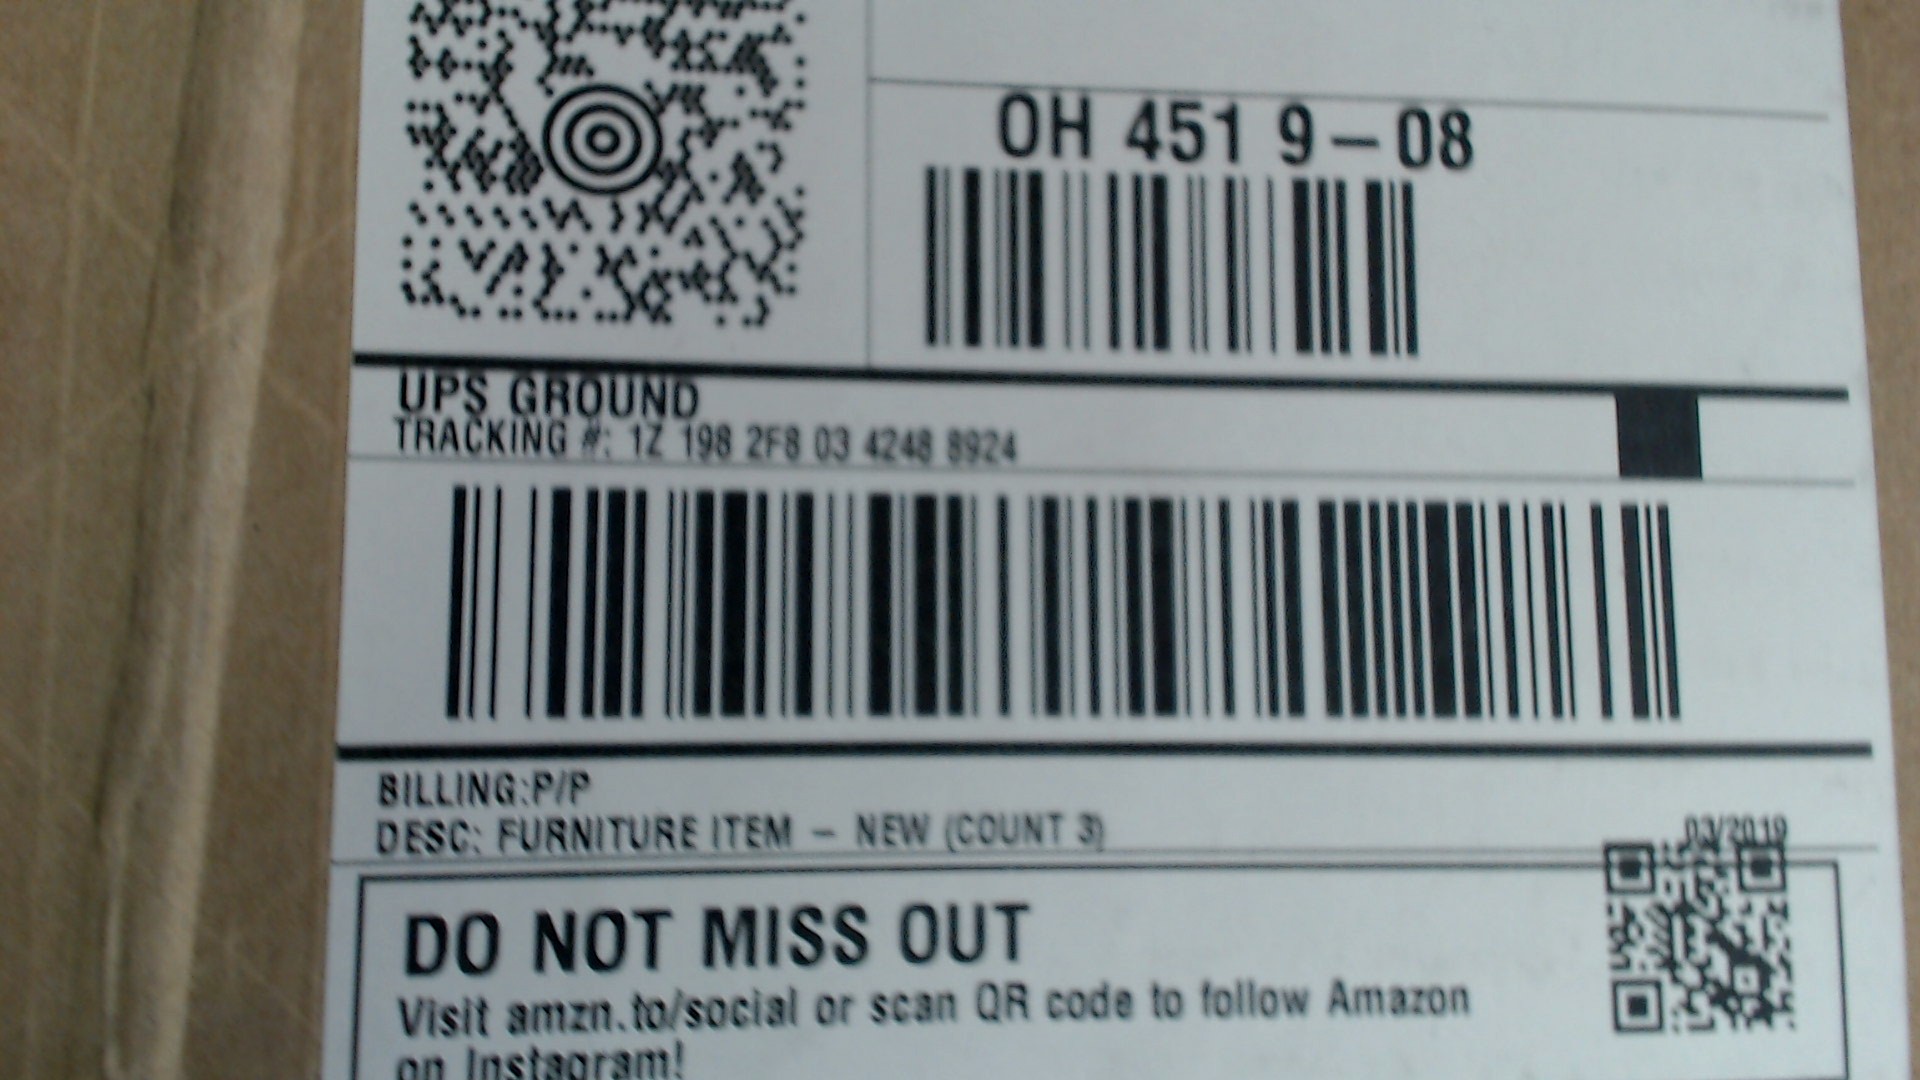 OH 451 9-08
UPS GROUND
TRACKING #: 1Z 198 2F8 03 4248 8924
BILLING:P/P
DESC: FURNITURE ITEM - NEW (COUNT 3)
03/2019
DO NOT MISS OUT
Visit amzn.to/social or scan QR code to follow Amazon
on Instagram!